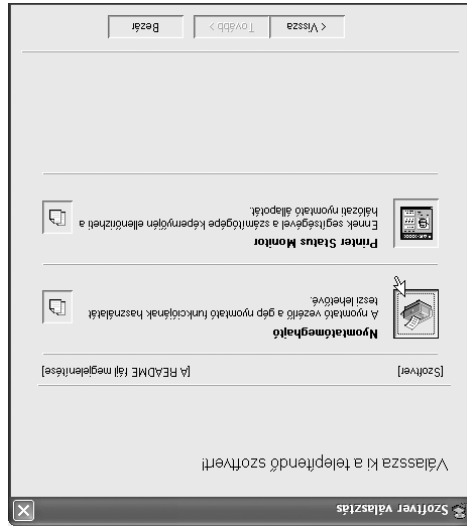 Szoftver választás
Válassza ki a telepítendő szoftvert!
[Szoftver] [A README fájl megjelenítése]
Nyomtatómeghajtó
A nyomtató vezérlő a gép nyomtató funkciójának használatát
teszi lehetővé.
Printer Status Monitor
Ennek segítségével a számítógépe képernyőjén ellenőrizheti a
hálózati nyomtató állapotát.
< Vissza Tovább > Bezár